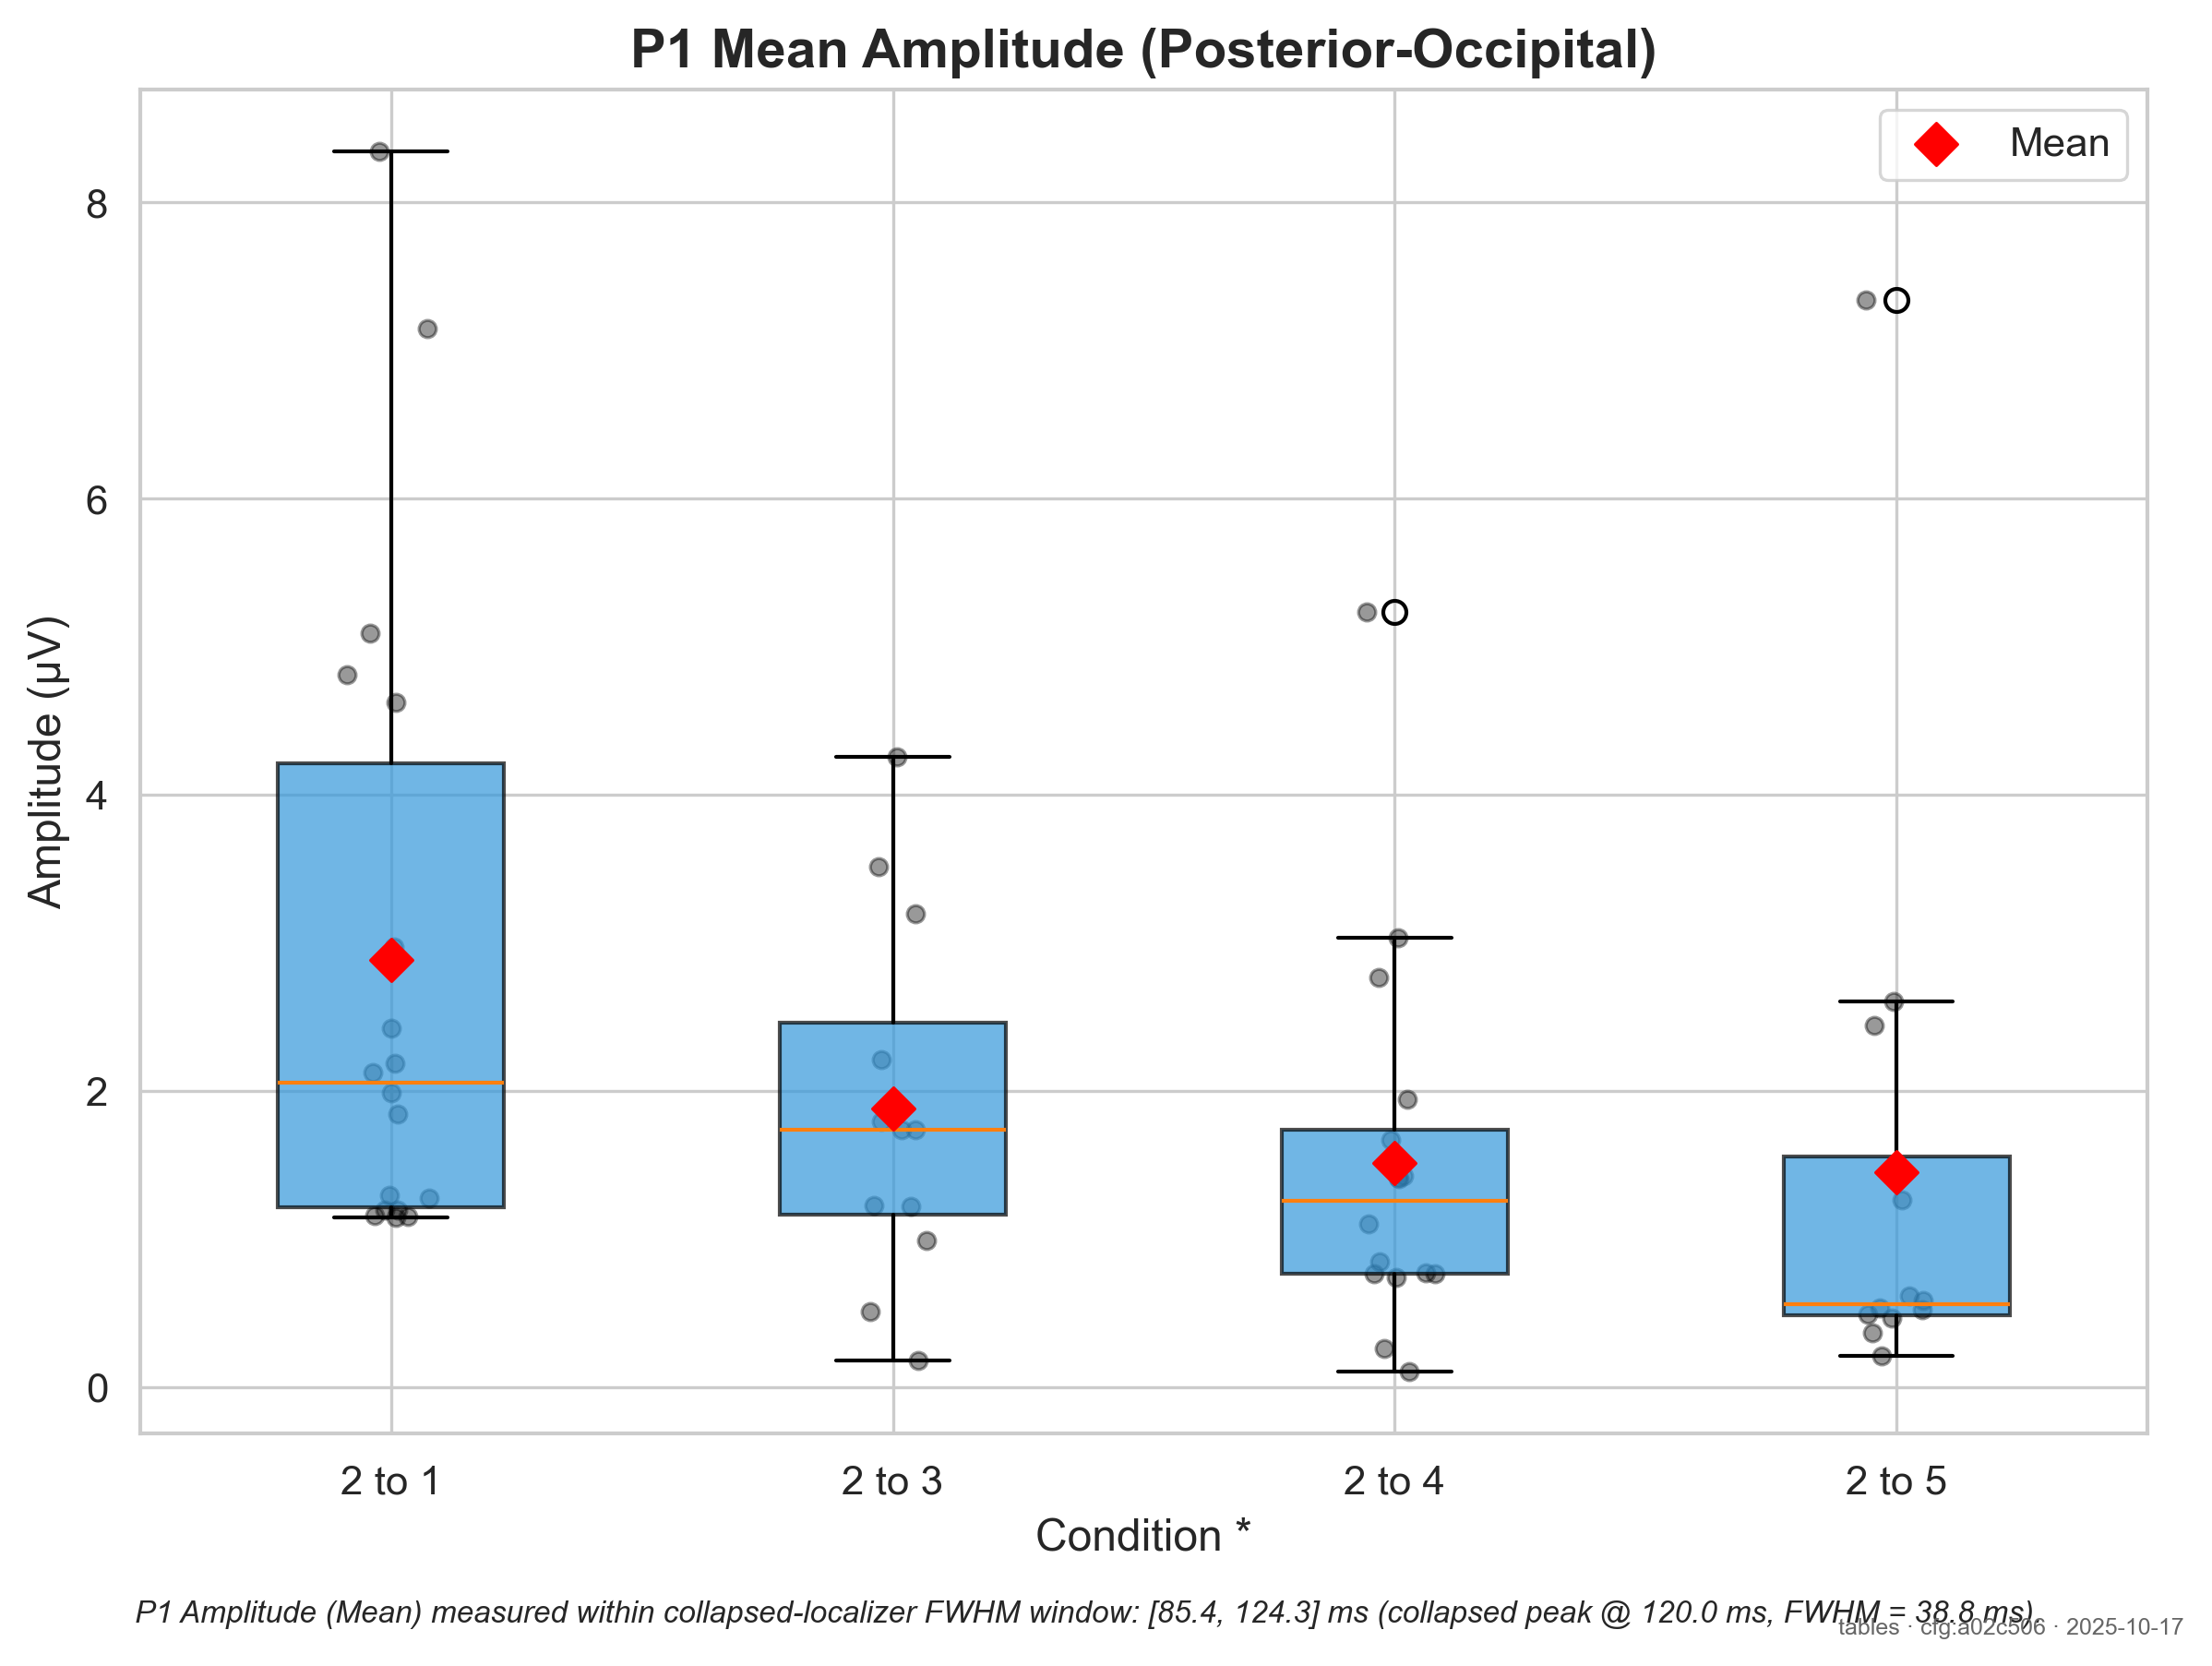 P1 Mean Amplitude (Posterior-Occipital)
Mean
8
6
4
2
0
Amplitude (µV)
2 to 1
2 to 3
2 to 4
2 to 5
Condition *
P1 Amplitude (Mean) measured within collapsed-localizer FWHM window: [85.4, 124.3] ms (collapsed peak @ 120.0 ms, FWHM = 38.8 ms).
tables · cfg:a02c506 · 2025-10-17